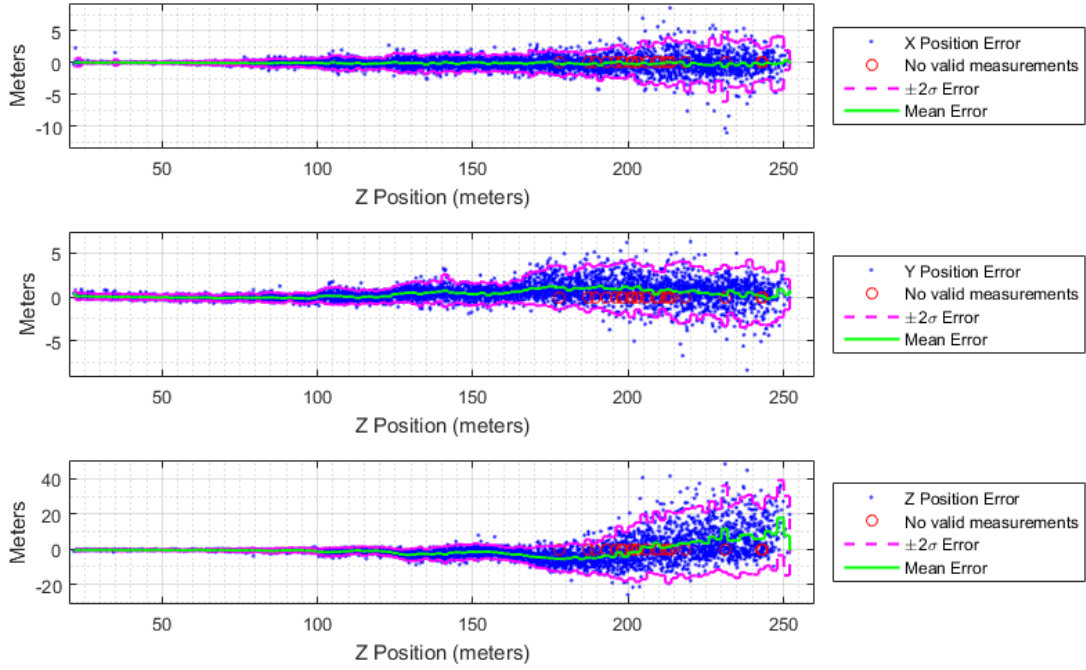 5
0
-5
-10
Meters
50
100
150
200
250
Z Position (meters)
X Position Error
No valid measurements
±2σ Error
Mean Error
5
0
-5
Meters
50
100
150
200
250
Z Position (meters)
Y Position Error
No valid measurements
±2σ Error
Mean Error
40
20
0
-20
Meters
50
100
150
200
250
Z Position (meters)
Z Position Error
No valid measurements
±2σ Error
Mean Error